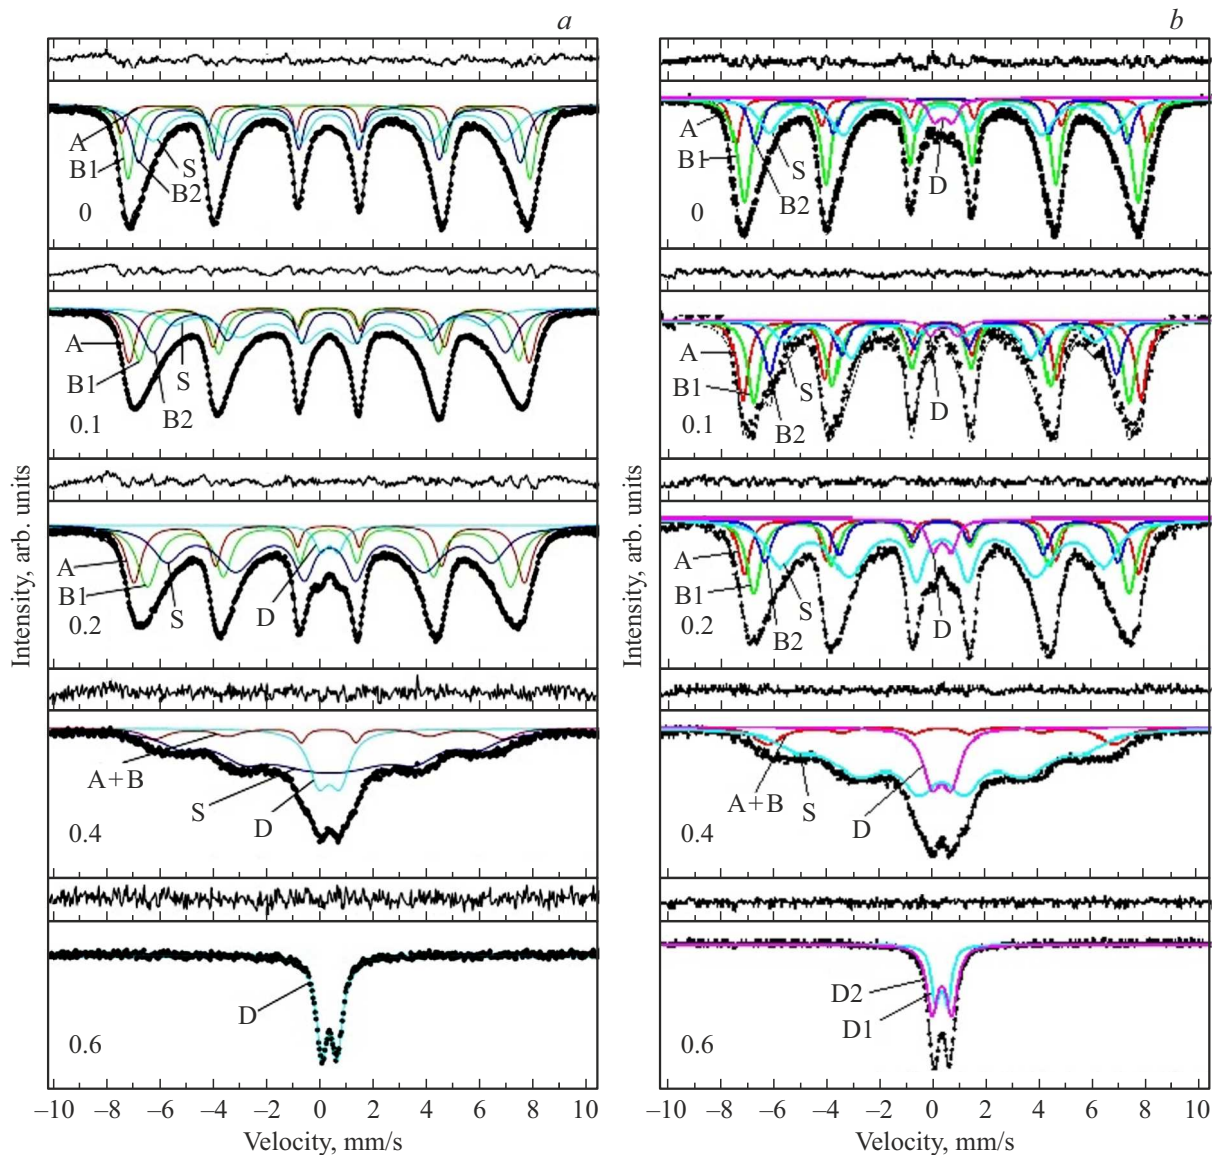 a
A
B1
S
B2
0
A
B1
S
B2
0.1
A
B1
S
D
0.2
A+B
S
D
0.4
D
0.6
Intensity, arb. units
–10 –8 –6 –4 –2 0 2 4 6 8 10
Velocity, mm/s
b
A
B1
S
B2
D
0
A
B1
S
B2
D
0.1
A
B1
S
B2
D
0.2
A+B
S
D
0.4
D2
D1
0.6
Intensity, arb. units
–10 –8 –6 –4 –2 0 2 4 6 8 10
Velocity, mm/s